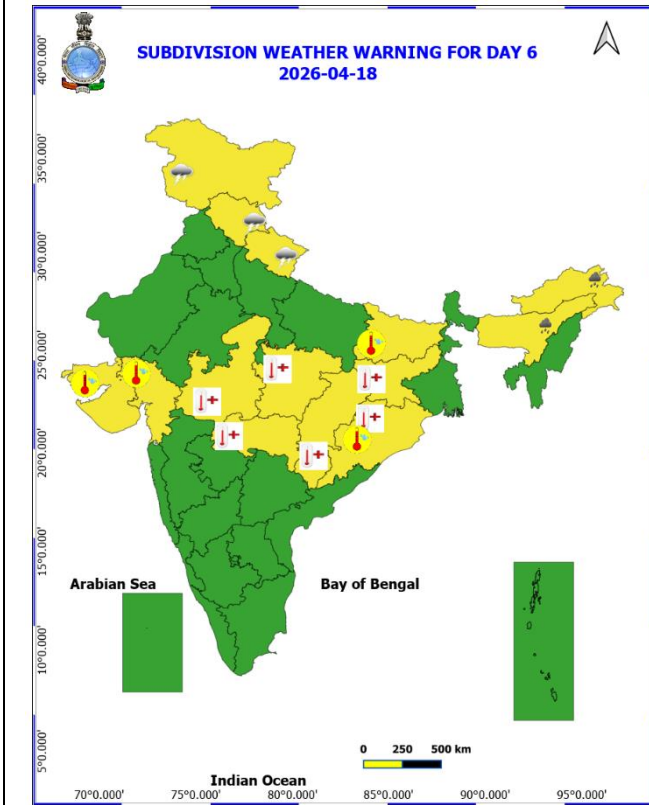 SUBDIVISION WEATHER WARNING FOR DAY 6
2026-04-18
40°0.000'
35°0.000'
30°0.000'
25°0.000'
20°0.000'
15°0.000'
10°0.000'
5°0.000'
Arabian Sea
Bay of Bengal
0 250 500 km
Indian Ocean
70°0.000' 75°0.000' 80°0.000' 85°0.000' 90°0.000' 95°0.000'